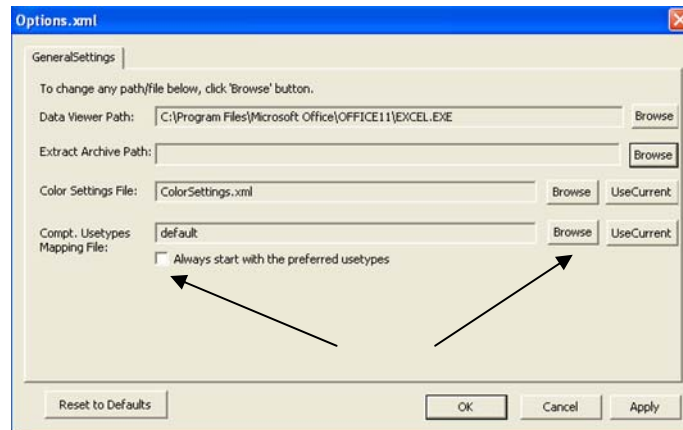 Options.xml
GeneralSettings
To change any path/file below, click 'Browse' button.
Data Viewer Path: C:\Program Files\Microsoft Office\OFFICE11\EXCEL.EXE Browse
Extract Archive Path: Browse
Color Settings File: ColorSettings.xml Browse UseCurrent
Compt. Usetypes default Browse UseCurrent
Mapping File:
Always start with the preferred usetypes
Reset to Defaults OK Cancel Apply